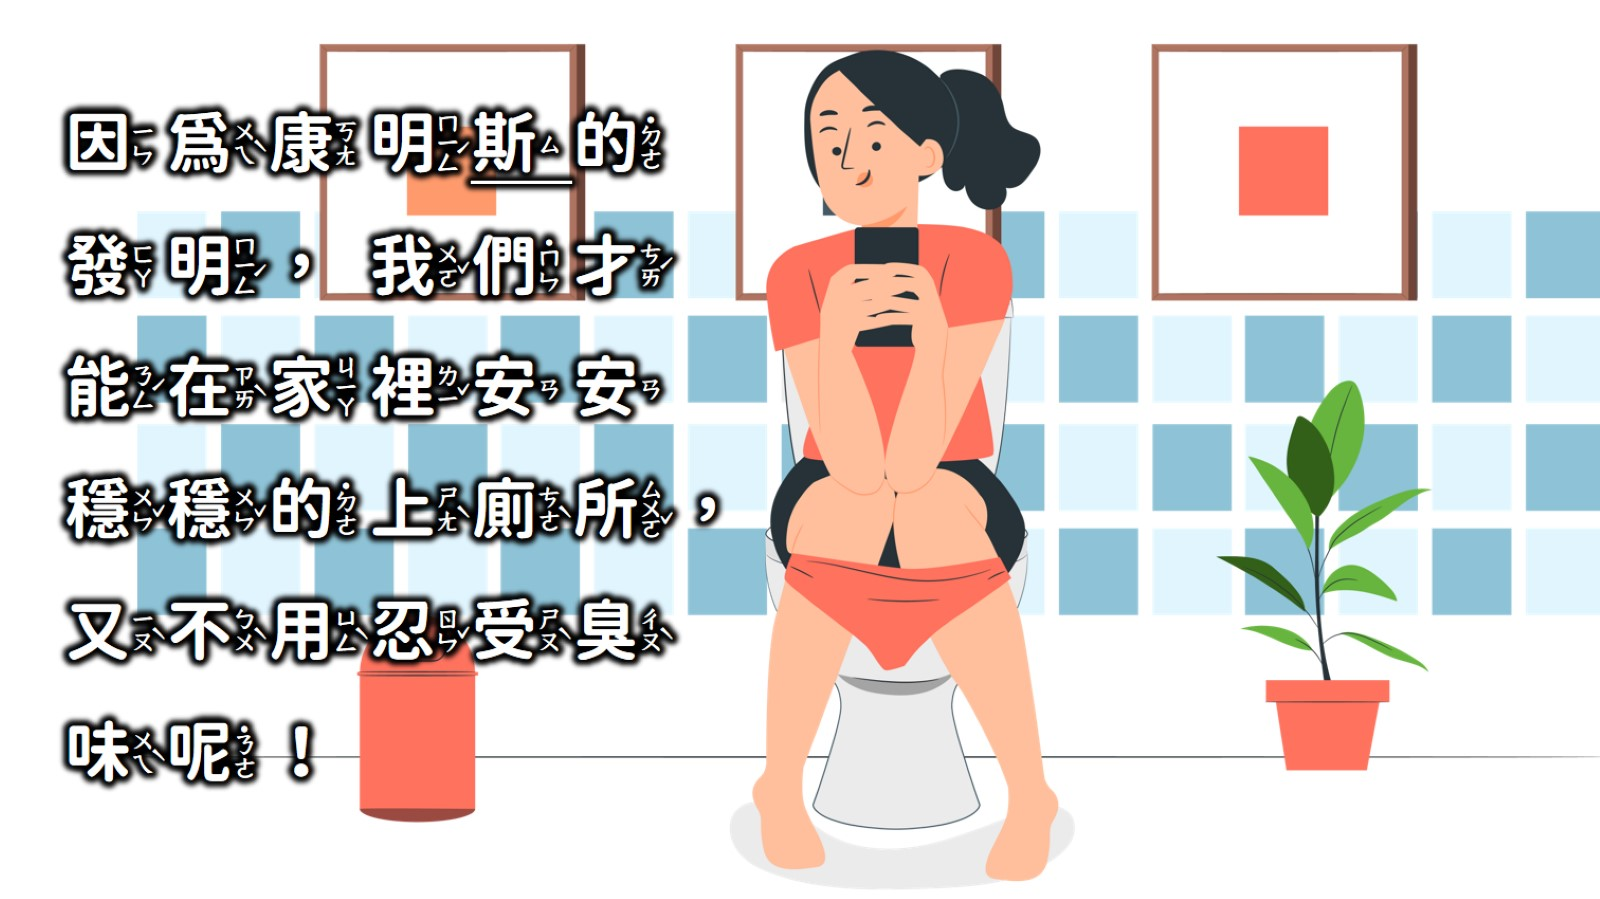 因爲康明斯的
發明，我們才
能在家裡安安
穩穩的上廁所，
又不用忍受臭
味呢！